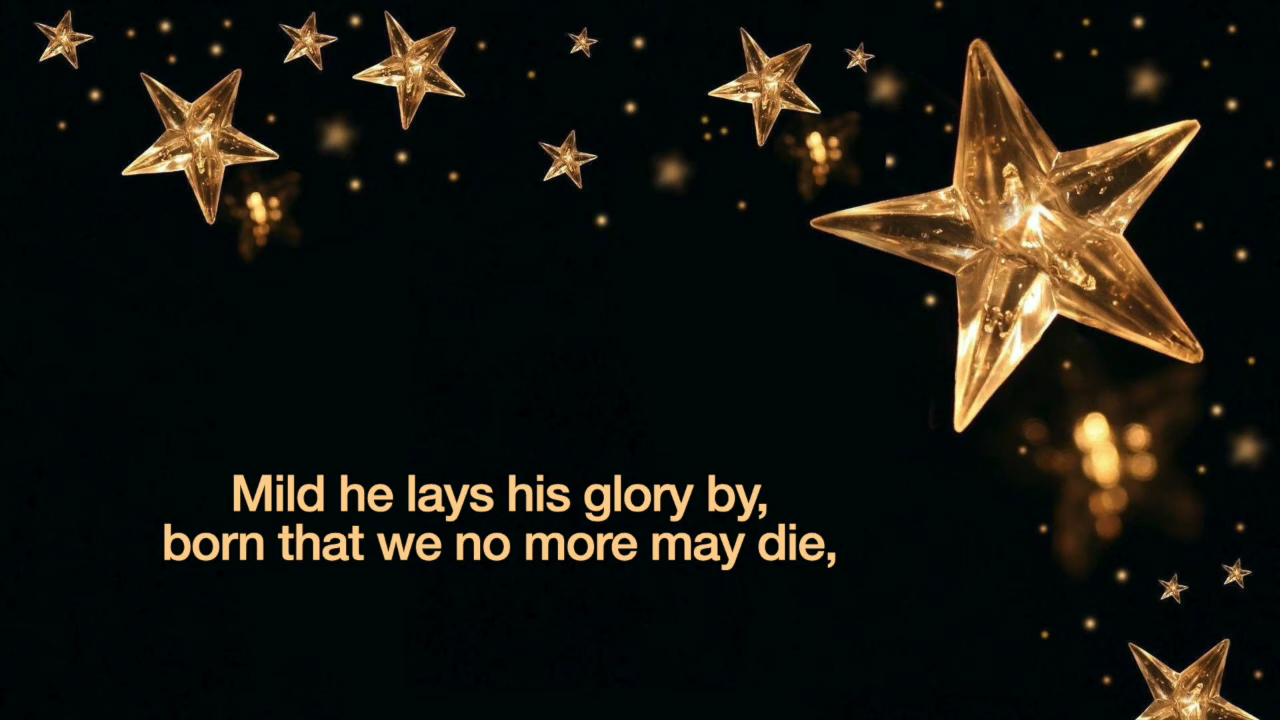 Mild he lays his glory by,
born that we no more may die,